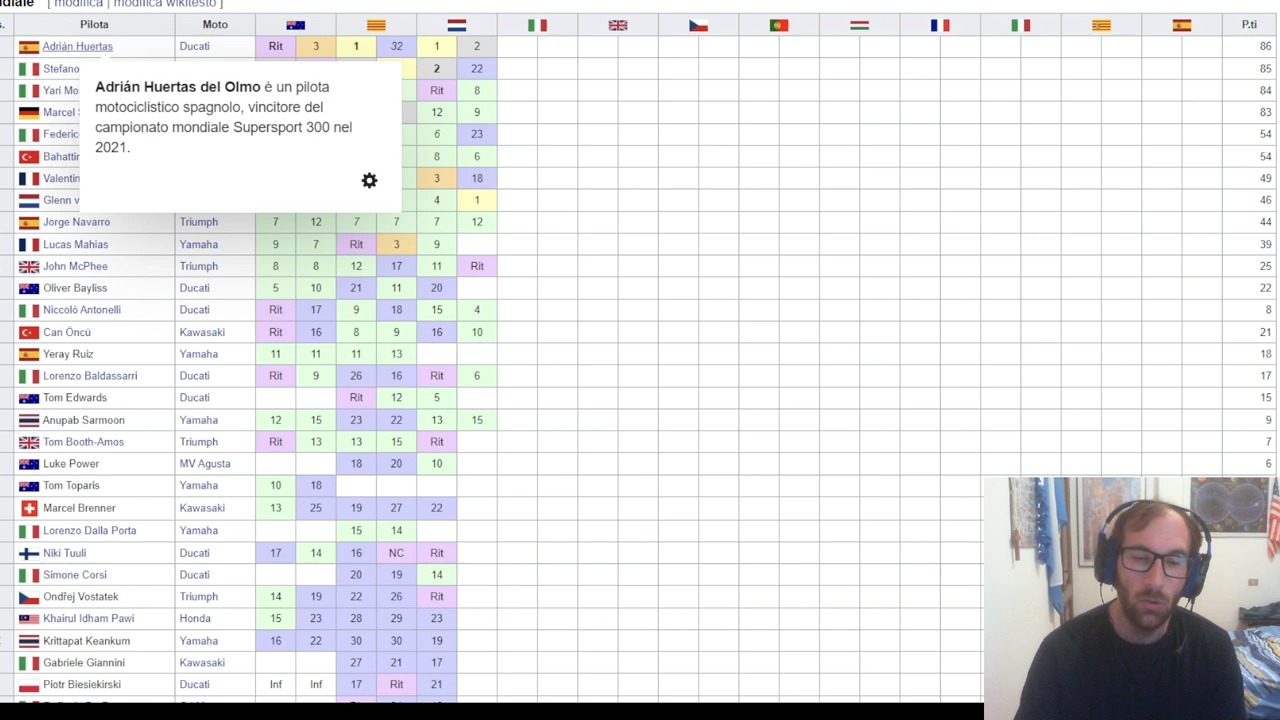 ndiale [ modifica | modifica wikitesto ]
s. Pilota Moto P.ti
Adrián Huertas Ducati Rit 3 1 32 1 2 86
Stefano 2 22 85
Adrián Huertas del Olmo è un pilota
motociclistico spagnolo, vincitore del
campionato mondiale Supersport 300 nel
2021.
Yari Mo Rit 8 84
Marcel S 12 9 83
Federic 6 23 54
Bahattin 8 6 54
Valentin 3 18 49
Glenn v 4 1 46
Jorge Navarro Triumph 7 12 7 7 7 12 44
Lucas Mahias Yamaha 9 7 Rit 3 9 39
John McPhee Triumph 8 8 12 17 11 Rit 25
Oliver Bayliss Ducati 5 10 21 11 20 22
Niccolò Antonelli Ducati Rit 17 9 18 15 4 8
Can Öncü Kawasaki Rit 16 8 9 16 10 21
Yeray Ruiz Yamaha 11 11 11 13 18
Lorenzo Baldassarri Ducati Rit 9 26 16 Rit 6 17
Tom Edwards Ducati Rit 12 5 15
Anupab Sarmoon Yamaha 12 15 23 22 13 15 9
Tom Booth-Amos Triumph Rit 13 13 15 Rit 7
Luke Power MV Agusta 18 20 10 6
Tom Toparis Yamaha 10 18
Marcel Brenner Kawasaki 13 25 19 27 22
Lorenzo Dalla Porta Yamaha 15 14
Niki Tuuli Ducati 17 14 16 NC Rit
Simone Corsi Ducati 20 19 14
Ondřej Vostatek Triumph 14 19 22 26 Rit
Khairul Idham Pawi Honda 15 23 28 29 23
Krittapat Keankum Yamaha 16 22 30 30 19
Gabriele Giannini Kawasaki 27 21 17
Piotr Biesiekirski Ducati Inf Inf 17 Rit 21